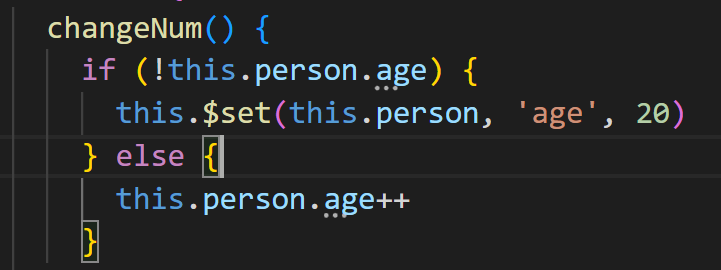 changeNum() {
if (!this.person.age) {
this.$set(this.person, 'age', 20)
} else {
this.person.age++
}